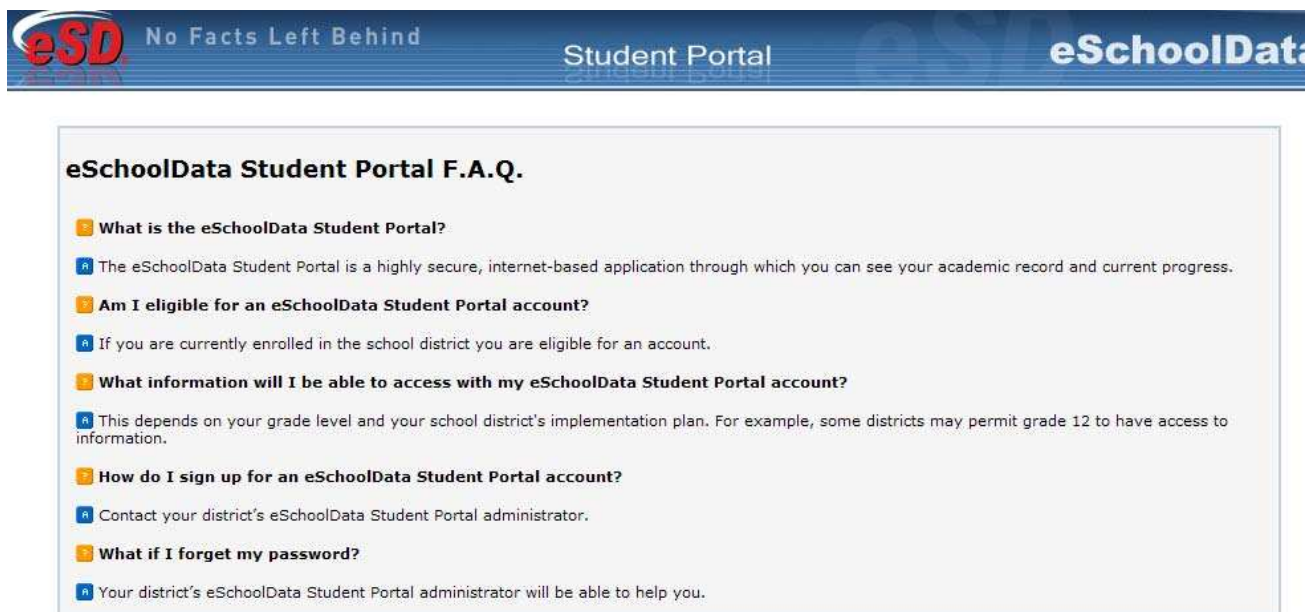 eSD® No Facts Left Behind
Student Portal
eSD
eSchoolData
eSchoolData Student Portal F.A.Q.
? What is the eSchoolData Student Portal?
A The eSchoolData Student Portal is a highly secure, internet-based application through which you can see your academic record and current progress.
? Am I eligible for an eSchoolData Student Portal account?
A If you are currently enrolled in the school district you are eligible for an account.
? What information will I be able to access with my eSchoolData Student Portal account?
A This depends on your grade level and your school district's implementation plan. For example, some districts may permit grade 12 to have access to
information.
? How do I sign up for an eSchoolData Student Portal account?
A Contact your district's eSchoolData Student Portal administrator.
? What if I forget my password?
A Your district's eSchoolData Student Portal administrator will be able to help you.